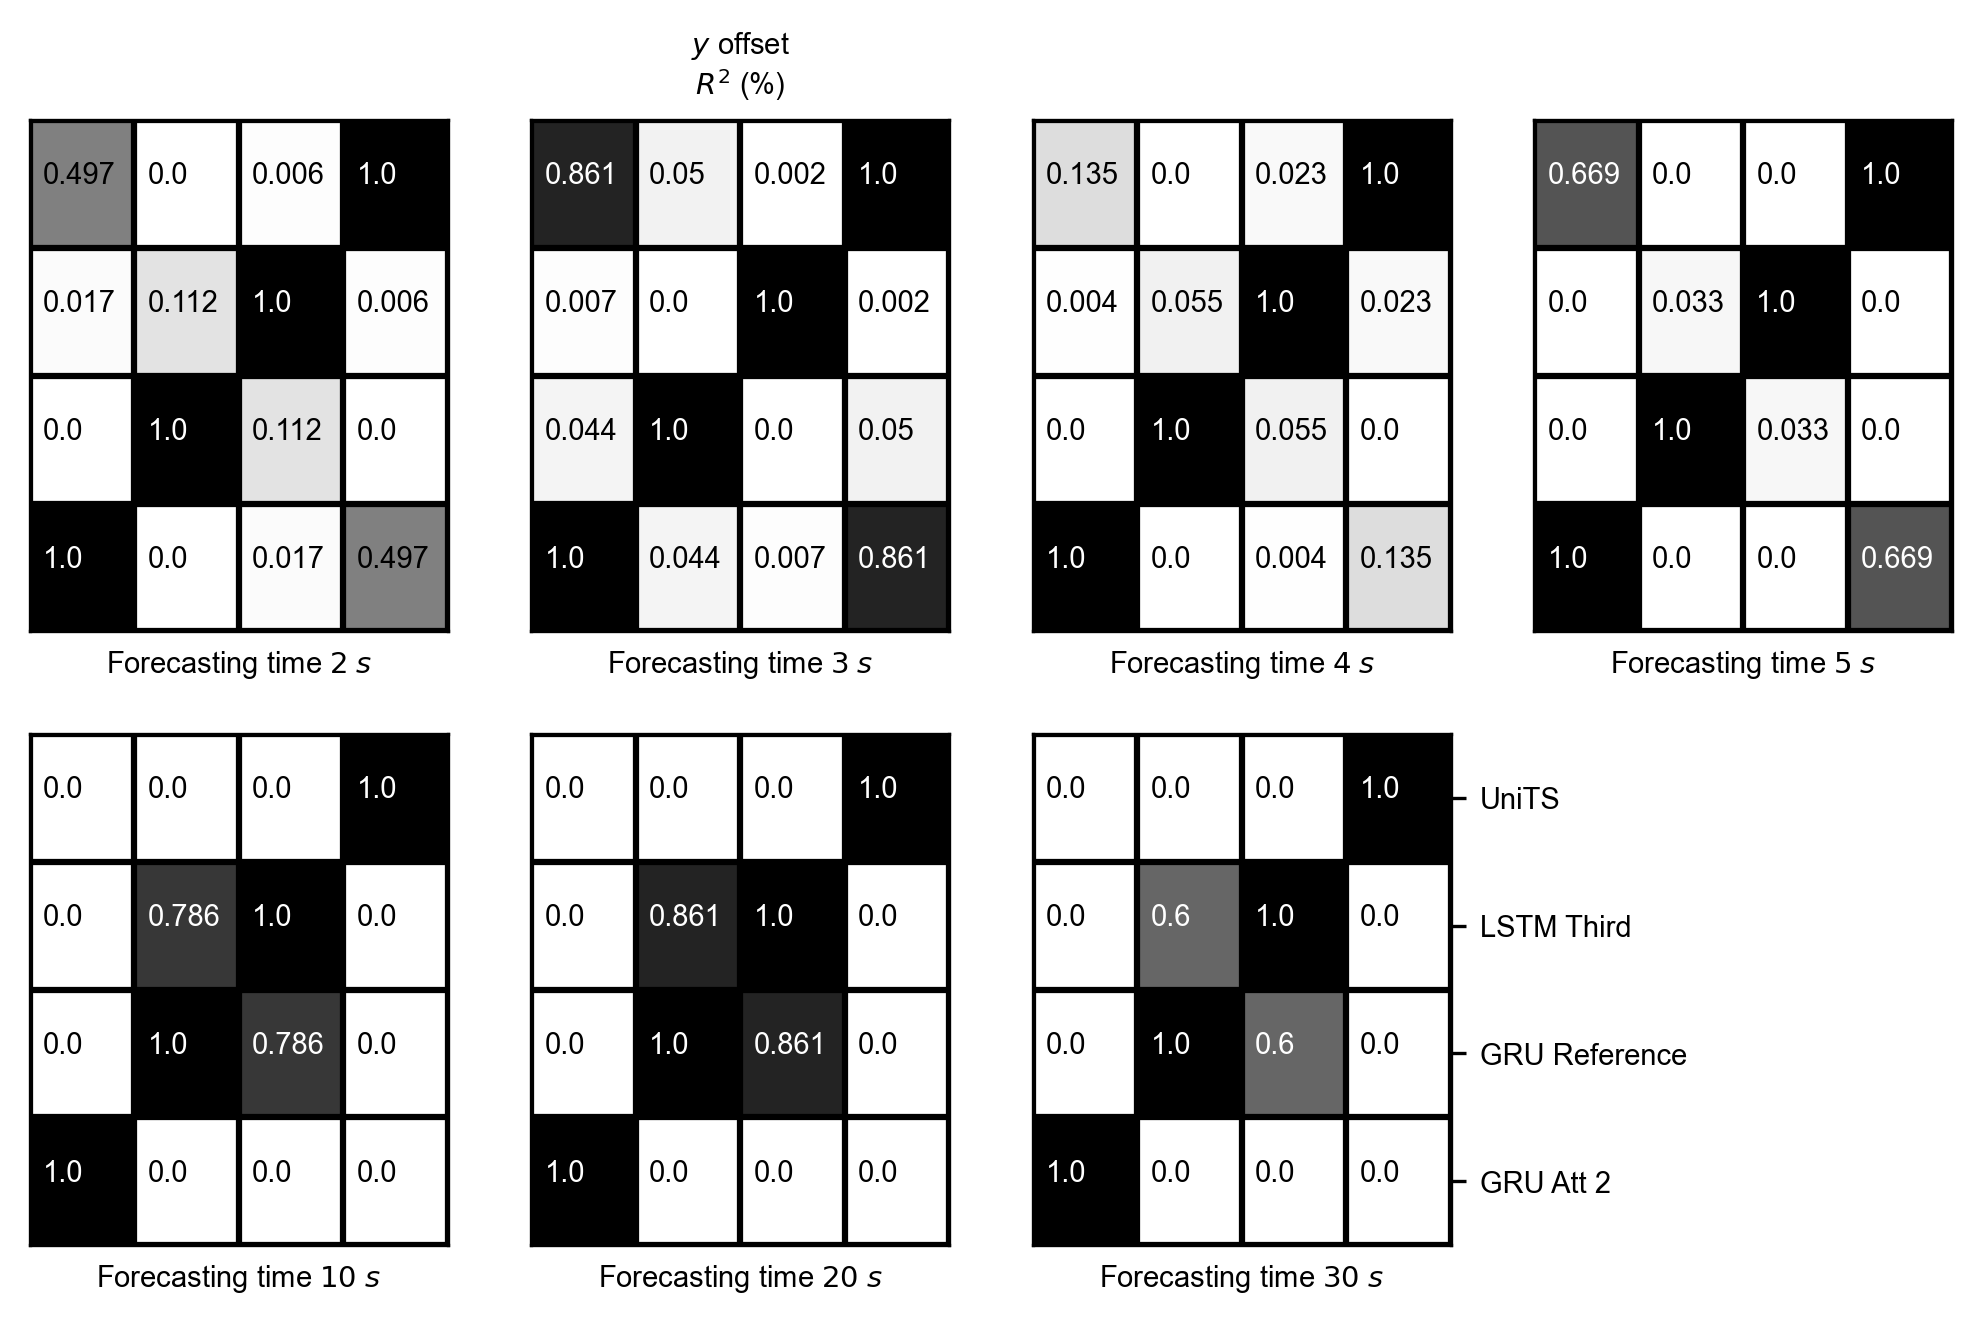 y offset
R² (%)
0.497 0.0 0.006 1.0
0.017 0.112 1.0 0.006
0.0 1.0 0.112 0.0
1.0 0.0 0.017 0.497
Forecasting time 2 s
0.861 0.05 0.002 1.0
0.007 0.0 1.0 0.002
0.044 1.0 0.0 0.05
1.0 0.044 0.007 0.861
Forecasting time 3 s
0.135 0.0 0.023 1.0
0.004 0.055 1.0 0.023
0.0 1.0 0.055 0.0
1.0 0.0 0.004 0.135
Forecasting time 4 s
0.669 0.0 0.0 1.0
0.0 0.033 1.0 0.0
0.0 1.0 0.033 0.0
1.0 0.0 0.0 0.669
Forecasting time 5 s
0.0 0.0 0.0 1.0
0.0 0.786 1.0 0.0
0.0 1.0 0.786 0.0
1.0 0.0 0.0 0.0
Forecasting time 10 s
0.0 0.0 0.0 1.0
0.0 0.861 1.0 0.0
0.0 1.0 0.861 0.0
1.0 0.0 0.0 0.0
Forecasting time 20 s
0.0 0.0 0.0 1.0 UniTS
0.0 0.6 1.0 0.0 LSTM Third
0.0 1.0 0.6 0.0 GRU Reference
1.0 0.0 0.0 0.0 GRU Att 2
Forecasting time 30 s